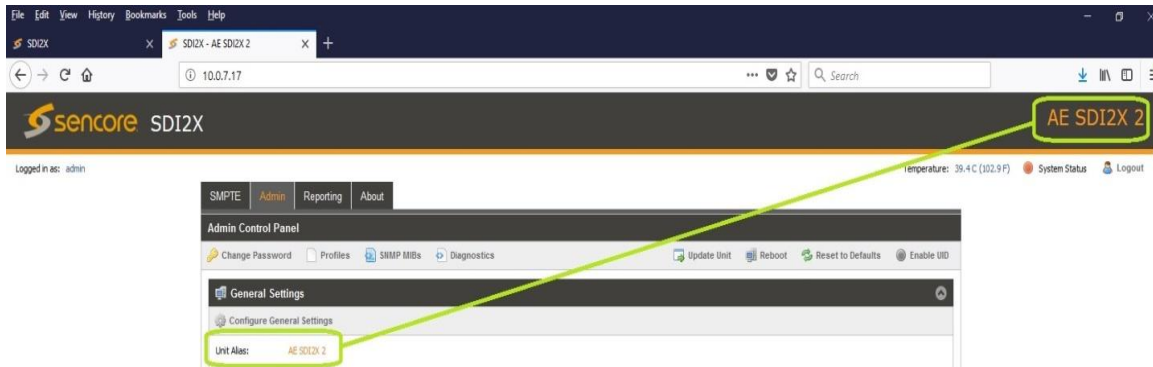 File Edit View History Bookmarks Tools Help
SDI2X SDI2X - AE SDI2X 2
10.0.7.17 Search
sencore SDI2X AE SDI2X 2
Logged in as: admin Temperature: 39.4 C (102.9 F) System Status Logout
SMPTE Admin Reporting About
Admin Control Panel
Change Password Profiles SNMP MIBs Diagnostics Update Unit Reboot Reset to Defaults Enable UID
General Settings
Configure General Settings
Unit Alias: AE SDI2X 2